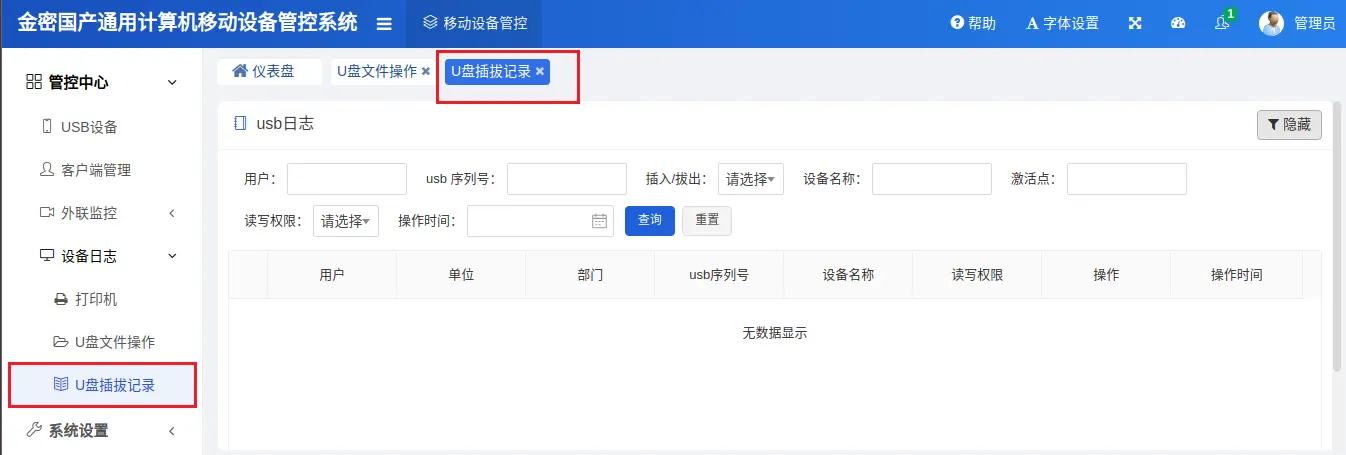 金密国产通用计算机移动设备管控系统 移动设备管控 帮助 A 字体设置 1 管理员
管控中心
USB设备
客户端管理
外联监控
设备日志
打印机
U盘文件操作
U盘插拔记录
系统设置
仪表盘 U盘文件操作 U盘插拔记录
usb日志 隐藏
用户： usb 序列号： 插入/拔出： 请选择 设备名称： 激活点：
读写权限： 请选择 操作时间： 查询 重置
用户 单位 部门 usb序列号 设备名称 读写权限 操作 操作时间
无数据显示